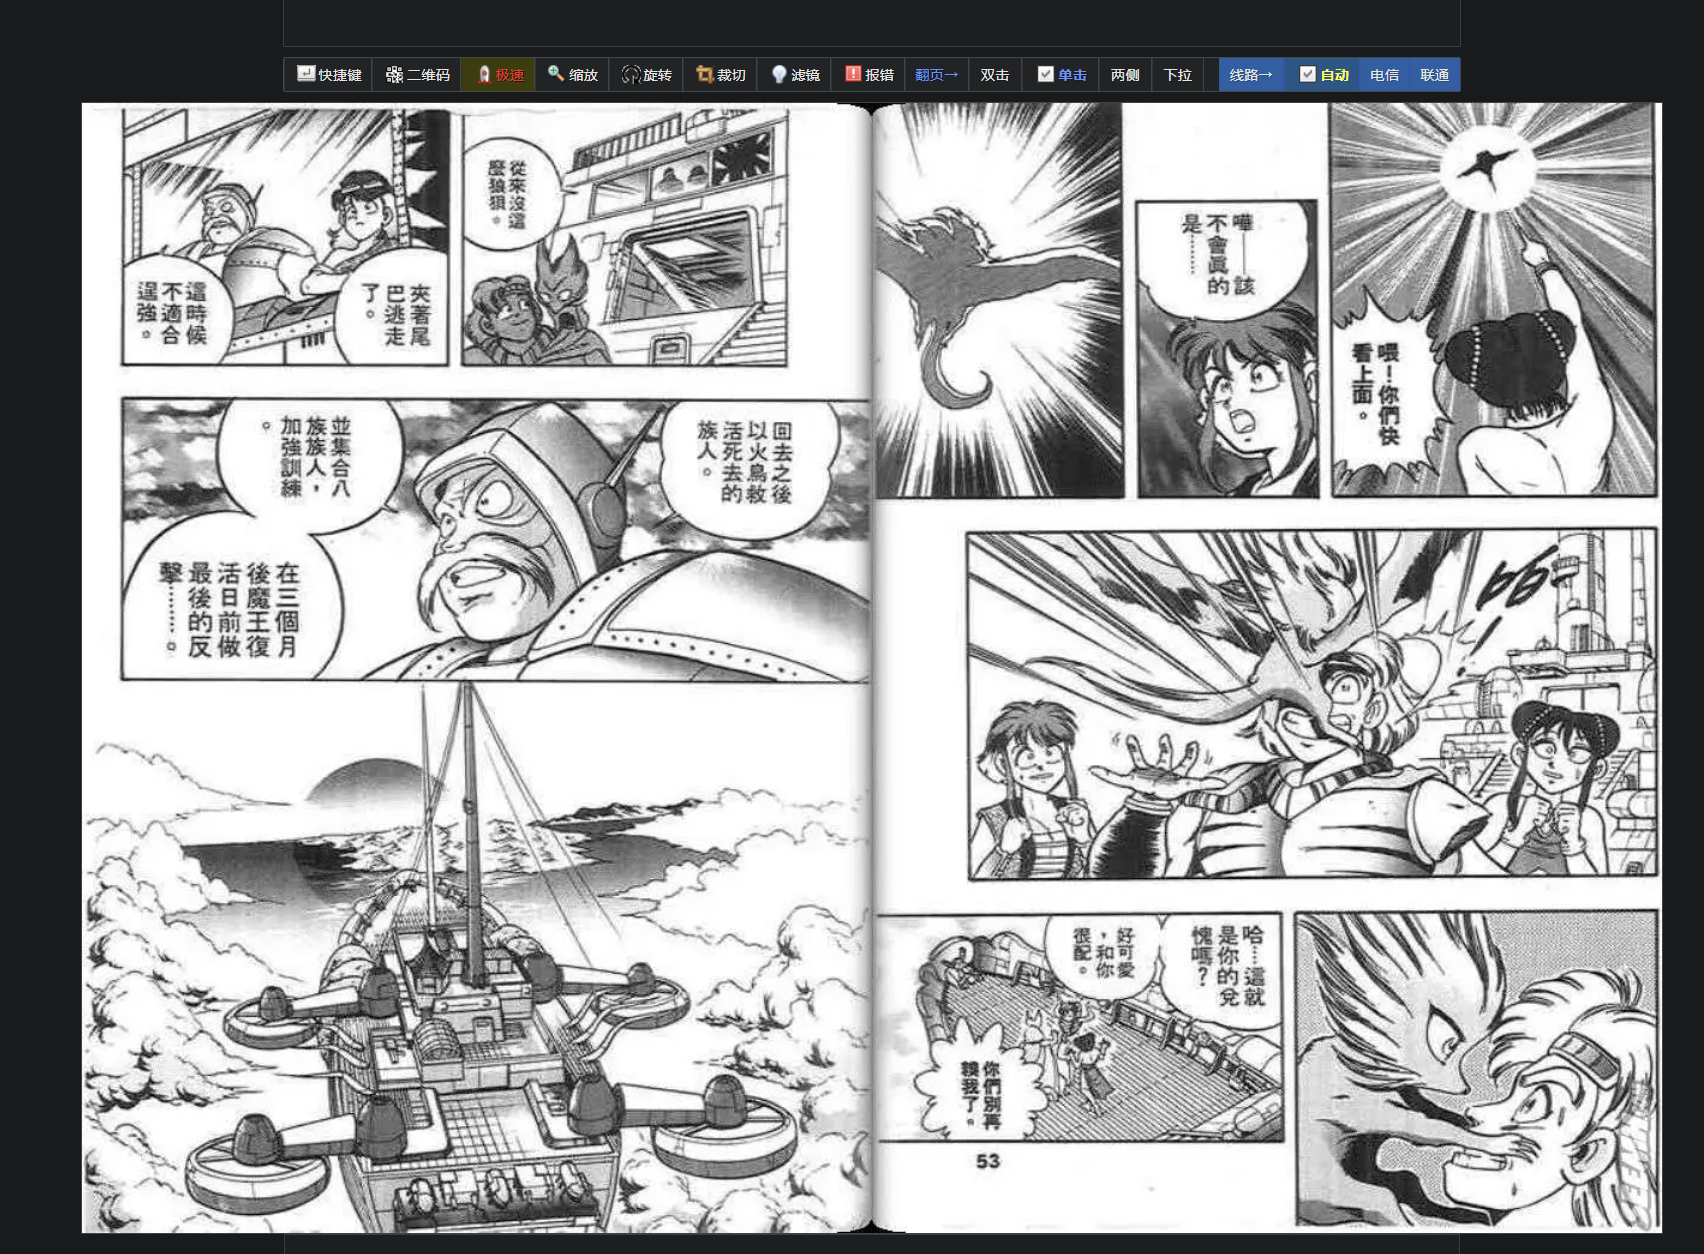 快捷键 二维码 极速 缩放 旋转 裁切 滤镜 报错 翻页→ 双击 单击 两侧 下拉 线路→ 自动 电信 联通
喂！你們快
看上面。
嘩──該
不會眞的
是………
哈……這就
是你的兌
愧嗎？
好可愛
，和你
很配。
你們別再
糗我了。
53
從來沒這
麼狼狽。
夾著尾
巴逃走
了。
這時候
不適合
逞強。
回去之後
以火鳥救
活死去的
族人。
並集合八
族族人，
加強訓練
。
在三個月
後魔王復
活日前做
最後的反
擊………。